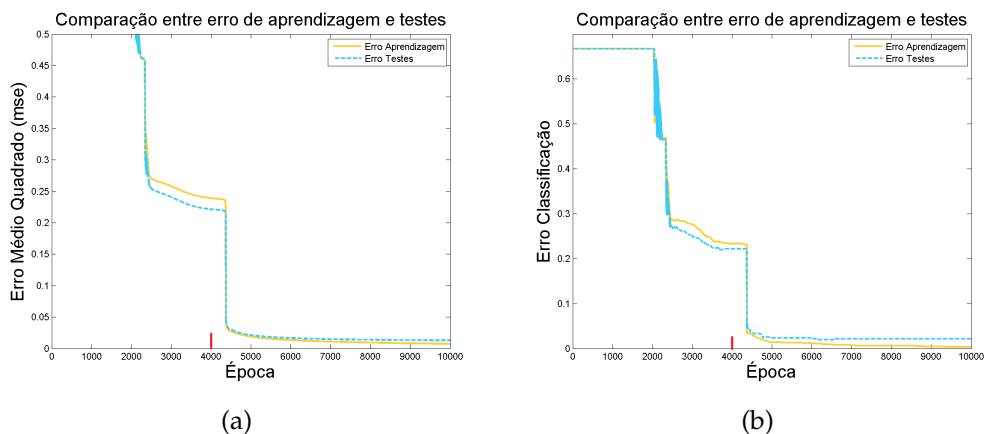 Comparação entre erro de aprendizagem e testes
Erro Médio Quadrado (mse)
0.5
0.45
0.4
0.35
0.3
0.25
0.2
0.15
0.1
0.05
0
Erro Aprendizagem
Erro Testes
0 1000 2000 3000 4000 5000 6000 7000 8000 9000 10000
Época
(a)
Comparação entre erro de aprendizagem e testes
Erro Classificação
0.6
0.5
0.4
0.3
0.2
0.1
0
Erro Aprendizagem
Erro Testes
0 1000 2000 3000 4000 5000 6000 7000 8000 9000 10000
Época
(b)